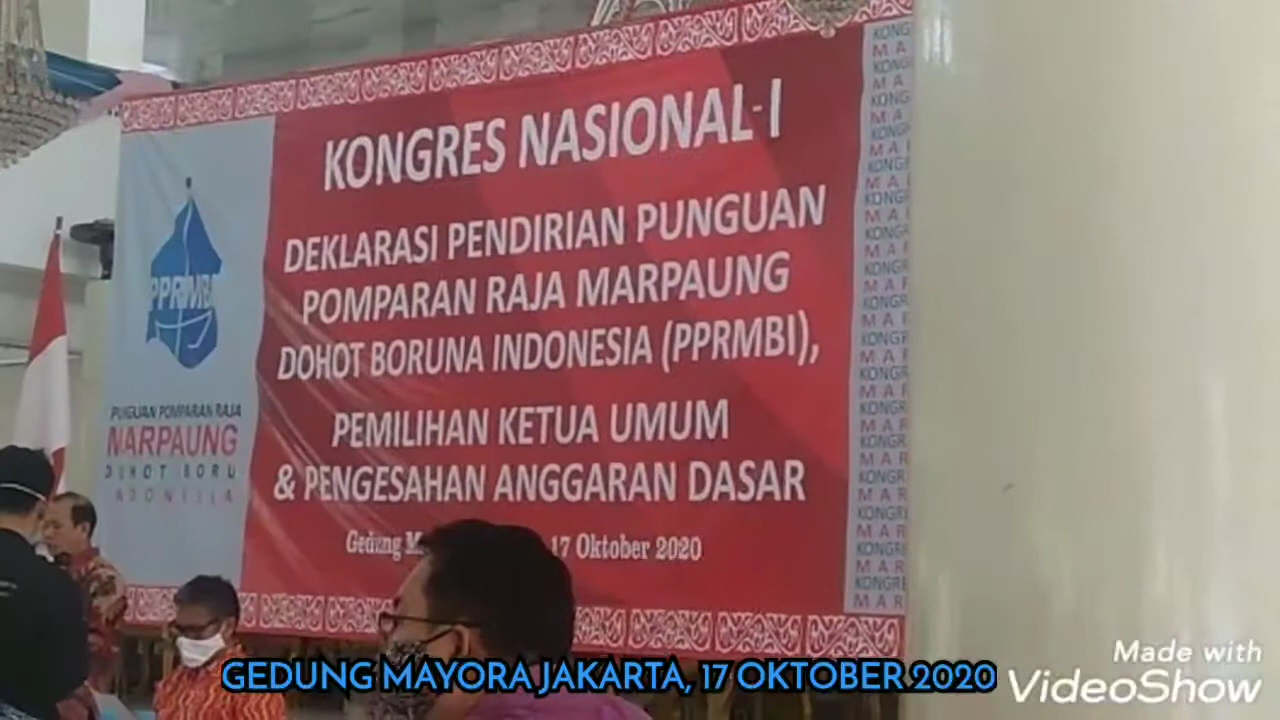 KONGRES NASIONAL-I
DEKLARASI PENDIRIAN PUNGUAN
POMPARAN RAJA MARPAUNG
DOHOT BORUNA INDONESIA (PPRMBI),
PEMILIHAN KETUA UMUM
& PENGESAHAN ANGGARAN DASAR
Gedung 17 Oktober 2020
PPRMBI
PUNGUAN POMPARAN RAJA
MARPAUNG
DOHOT BORU
INDONESIA
KONGRE
MAR
GEDUNG MAYORA JAKARTA, 17 OKTOBER 2020
Made with
VideoShow